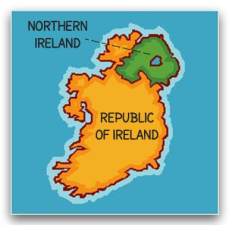 NORTHERN
IRELAND
REPUBLIC
OF IRELAND